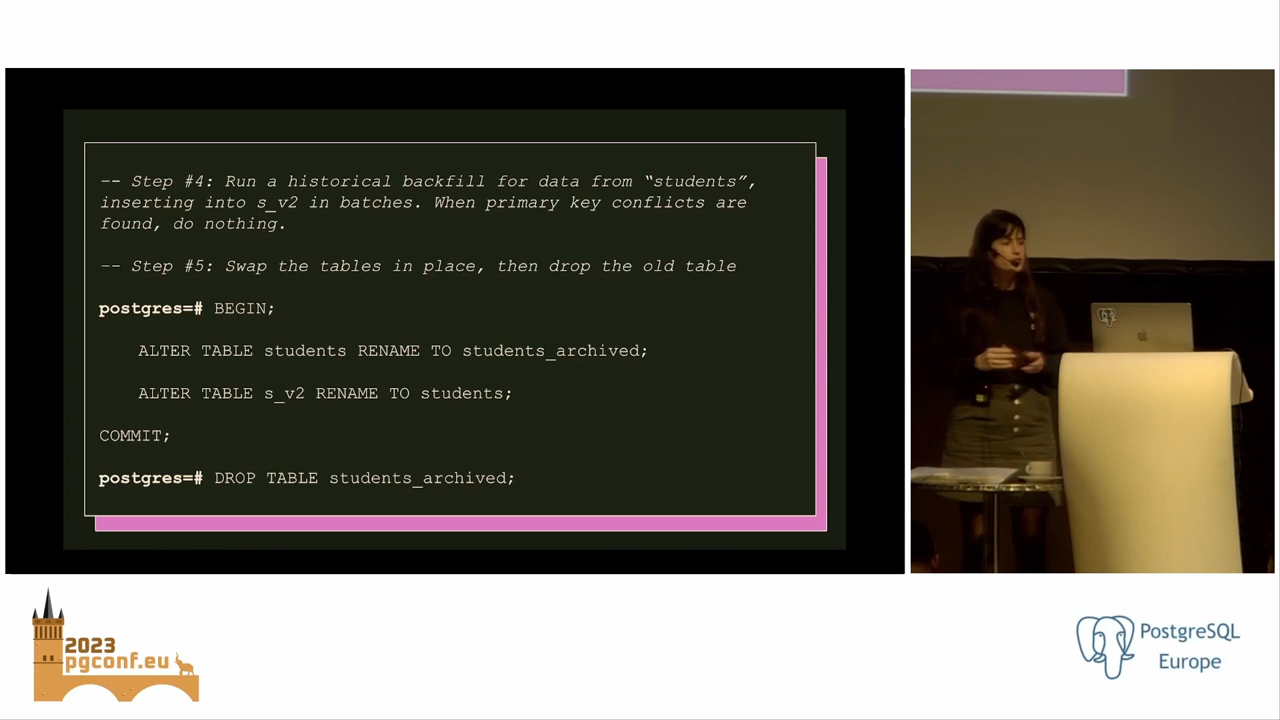 -- Step #4: Run a historical backfill for data from “students”,
inserting into s_v2 in batches. When primary key conflicts are
found, do nothing.
-- Step #5: Swap the tables in place, then drop the old table
postgres=# BEGIN;
ALTER TABLE students RENAME TO students_archived;
ALTER TABLE s_v2 RENAME TO students;
COMMIT;
postgres=# DROP TABLE students_archived;
2023
pgconf.eu
PostgreSQL
Europe